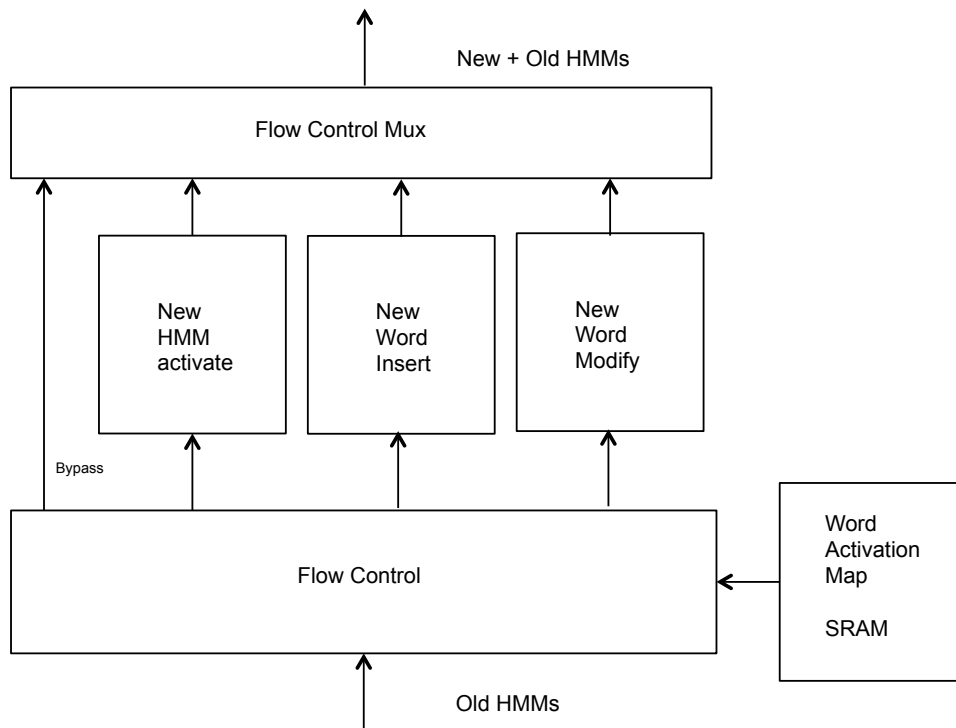 New + Old HMMs
Flow Control Mux
New
HMM
activate
New
Word
Insert
New
Word
Modify
Bypass
Flow Control
Word
Activation
Map
SRAM
Old HMMs